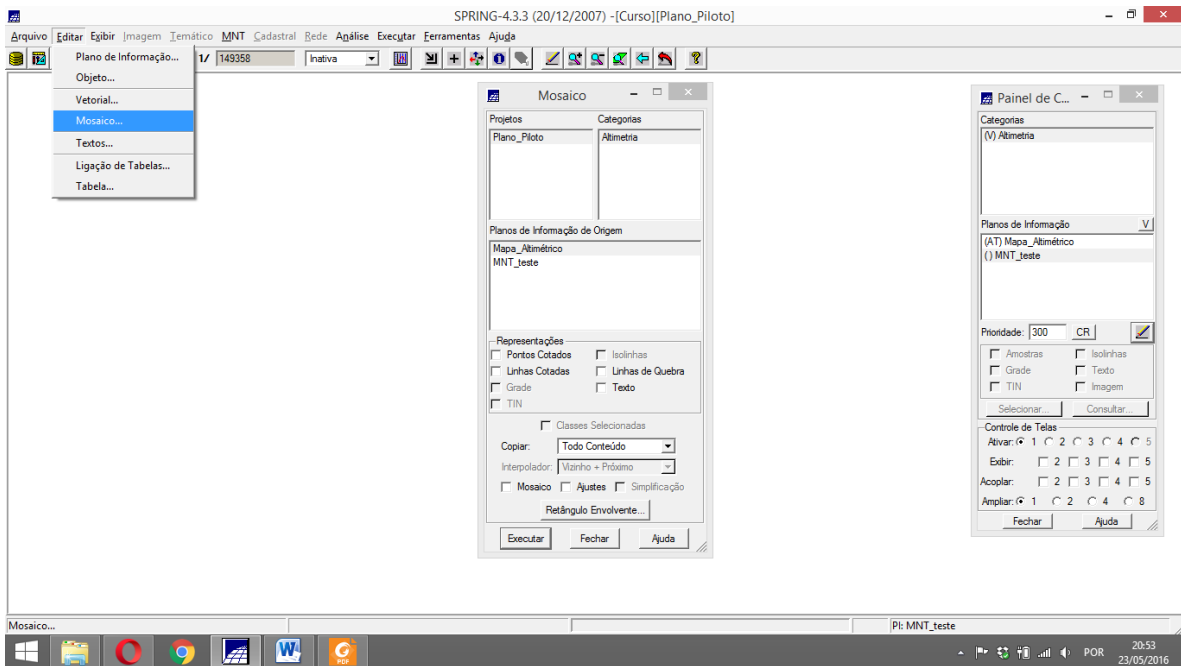 SPRING-4.3.3 (20/12/2007) -[Curso][Plano_Piloto]
Arquivo Editar Exibir Imagem Temático MNT Cadastral Rede Análise Executar Ferramentas Ajuda
1/ 149358 Inativa
Plano de Informação...
Objeto...
Vetorial...
Mosaico...
Textos...
Ligação de Tabelas...
Tabela...
Mosaico
Projetos Categorias
Plano_Piloto Altimetria
Planos de Informação de Origem
Mapa_Altimétrico
MNT_teste
Representações
Pontos Cotados Isolinhas
Linhas Cotadas Linhas de Quebra
Grade Texto
TIN
Classes Selecionadas
Copiar: Todo Conteúdo
Interpolador: Vizinho + Próximo
Mosaico Ajustes Simplificação
Retângulo Envolvente...
Executar Fechar Ajuda
Painel de C...
Categorias
(V) Altimetria
Planos de Informação V
(AT) Mapa_Altimétrico
( ) MNT_teste
Prioridade: 300 CR
Amostras Isolinhas
Grade Texto
TIN Imagem
Selecionar... Consultar...
Controle de Telas
Ativar: 1 2 3 4 5
Exibir: 2 3 4 5
Acoplar: 2 3 4 5
Ampliar: 1 2 4 8
Fechar Ajuda
Mosaico... PI: MNT_teste
W PDF POR 20:53
23/05/2016